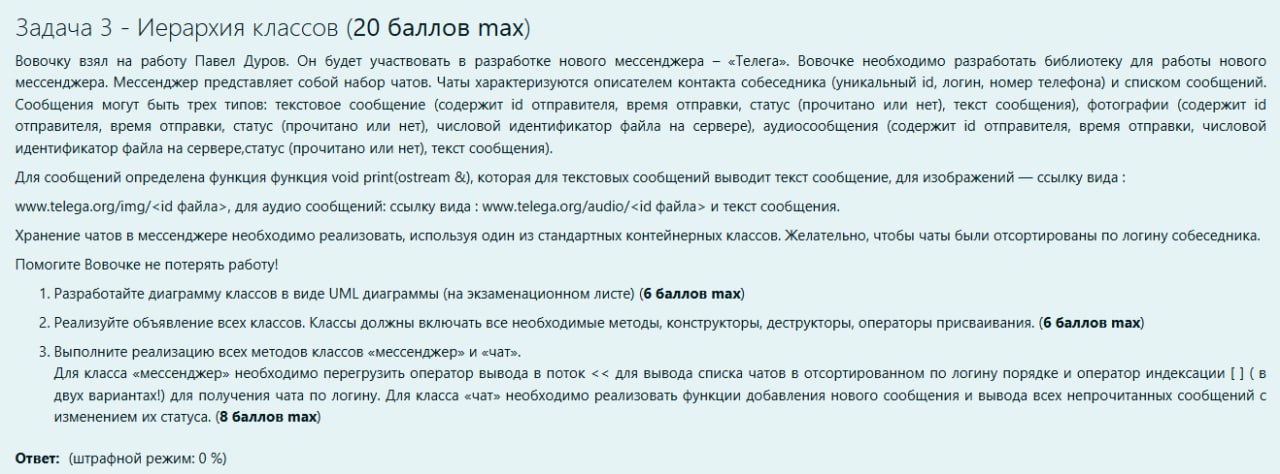 Задача 3 - Иерархия классов (20 баллов max)
Вовочку взял на работу Павел Дуров. Он будет участвовать в разработке нового мессенджера – «Телега». Вовочке необходимо разработать библиотеку для работы нового
мессенджера. Мессенджер представляет собой набор чатов. Чаты характеризуются описателем контакта собеседника (уникальный id, логин, номер телефона) и списком сообщений.
Сообщения могут быть трех типов: текстовое сообщение (содержит id отправителя, время отправки, статус (прочитано или нет), текст сообщения), фотографии (содержит id
отправителя, время отправки, статус (прочитано или нет), числовой идентификатор файла на сервере), аудиосообщения (содержит id отправителя, время отправки, числовой
идентификатор файла на сервере,статус (прочитано или нет), текст сообщения).
Для сообщений определена функция функция void print(ostream &), которая для текстовых сообщений выводит текст сообщение, для изображений — ссылку вида :
www.telega.org/img/<id файла>, для аудио сообщений: ссылку вида : www.telega.org/audio/<id файла> и текст сообщения.
Хранение чатов в мессенджере необходимо реализовать, используя один из стандартных контейнерных классов. Желательно, чтобы чаты были отсортированы по логину собеседника.
Помогите Вовочке не потерять работу!
1. Разработайте диаграмму классов в виде UML диаграммы (на экзаменационном листе) (6 баллов max)
2. Реализуйте объявление всех классов. Классы должны включать все необходимые методы, конструкторы, деструкторы, операторы присваивания. (6 баллов max)
3. Выполните реализацию всех методов классов «мессенджер» и «чат».
Для класса «мессенджер» необходимо перегрузить оператор вывода в поток << для вывода списка чатов в отсортированном по логину порядке и оператор индексации [ ] ( в
двух вариантах!) для получения чата по логину. Для класса «чат» необходимо реализовать функции добавления нового сообщения и вывода всех непрочитанных сообщений с
изменением их статуса. (8 баллов max)
Ответ: (штрафной режим: 0 %)